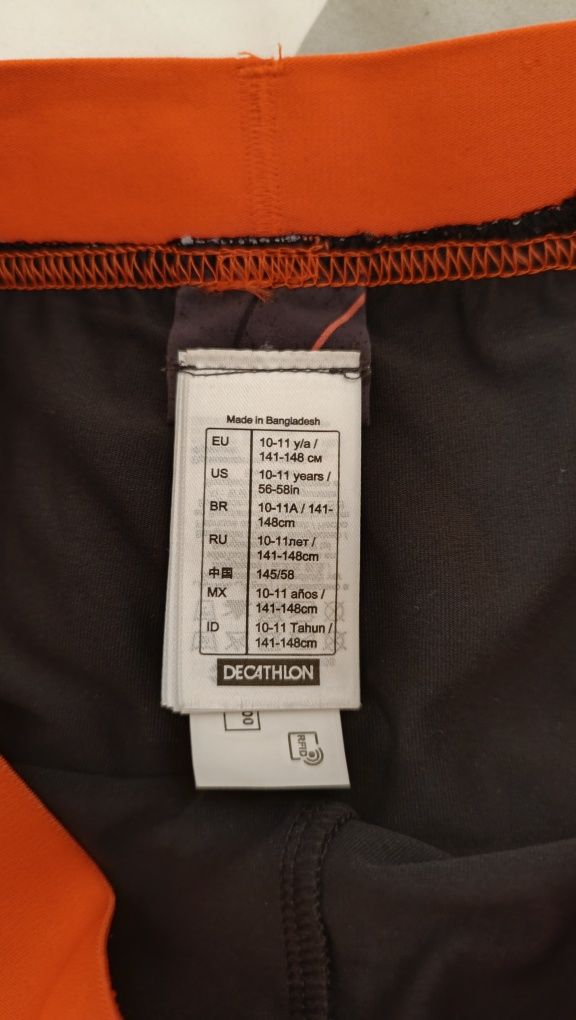 Made in Bangladesh
EU 10-11 y/a /
141-148 см
US 10-11 years /
56-58in
BR 10-11A / 141-
148cm
RU 10-11лет /
141-148cm
中国 145/58
MX 10-11 años /
141-148cm
ID 10-11 Tahun /
141-148cm
DECATHLON
00
RFID